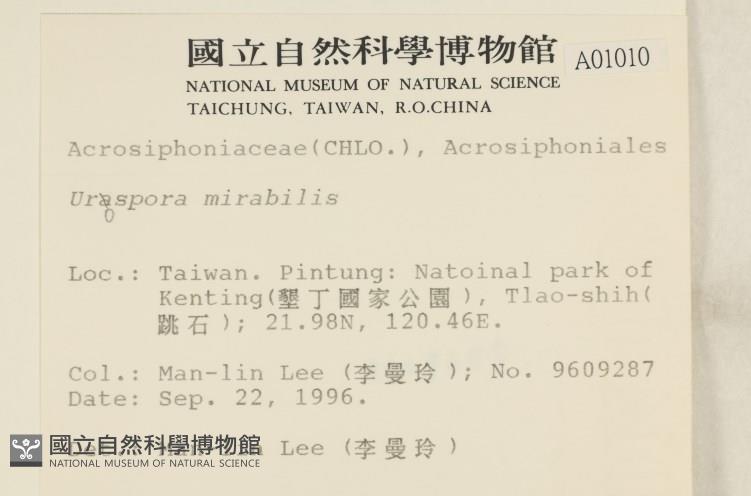 國立自然科學博物館
A01010
NATIONAL MUSEUM OF NATURAL SCIENCE
TAICHUNG, TAIWAN, R.O.CHINA
Acrosiphoniaceae(CHLO.), Acrosiphoniales
Uraspora mirabilis
o
Loc.: Taiwan. Pintung: Natoinal park of
Kenting(墾丁國家公園), Tlao-shih(
跳石); 21.98N, 120.46E.
Col.: Man-lin Lee (李曼玲); No. 9609287
Date: Sep. 22, 1996.
Lee (李曼玲)
國立自然科學博物館
NATIONAL MUSEUM OF NATURAL SCIENCE